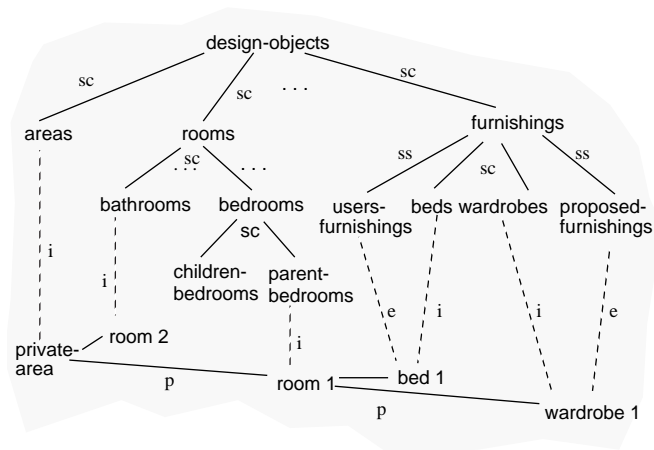 design-objects
sc
sc
. . .
sc
areas
rooms
furnishings
sc
. . .
. . .
ss
sc
ss
bathrooms
bedrooms
users-
furnishings
beds
wardrobes
proposed-
furnishings
sc
i
i
children-
bedrooms
parent-
bedrooms
e
i
i
e
i
room 2
private-
area
p
room 1
bed 1
p
wardrobe 1